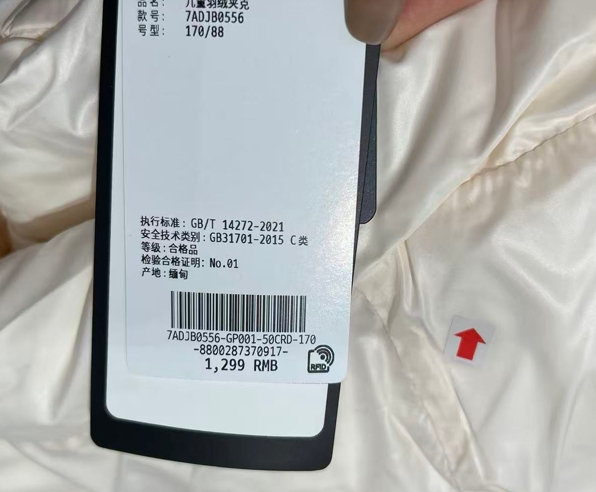 品名: 儿童羽绒夹克
款号: 7ADJB0556
号型: 170/88
执行标准: GB/T 14272-2021
安全技术类别: GB31701-2015 C类
等级: 合格品
检验合格证明: No.01
产地: 缅甸
7ADJB0556-GP001-50CRD-170
-8800287370917-
1,299 RMB
RFID